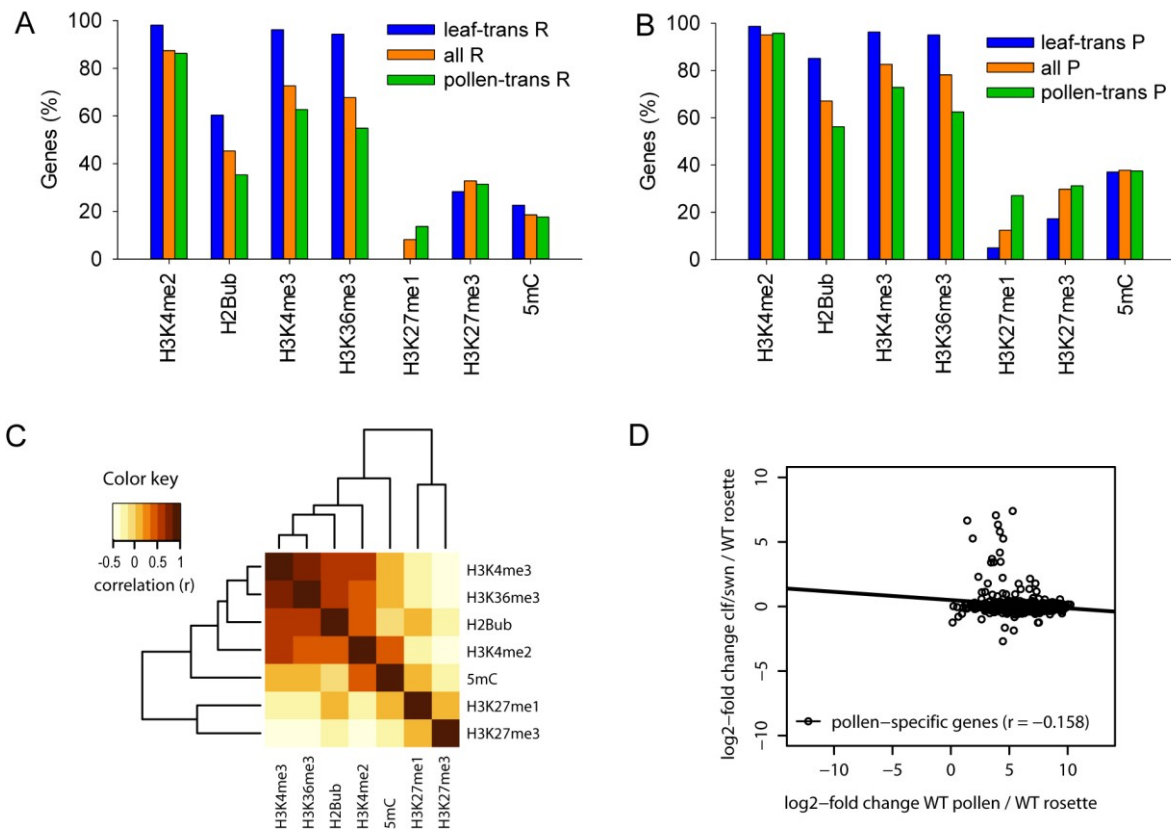 A
100
80
60
40
20
0
Genes (%)
leaf-trans R
all R
pollen-trans R
H3K4me2
H2Bub
H3K4me3
H3K36me3
H3K27me1
H3K27me3
5mC
B
100
80
60
40
20
0
Genes (%)
leaf-trans P
all P
pollen-trans P
H3K4me2
H2Bub
H3K4me3
H3K36me3
H3K27me1
H3K27me3
5mC
C
Color key
-0.5 0 0.5 1
correlation (r)
H3K4me3
H3K36me3
H2Bub
H3K4me2
5mC
H3K27me1
H3K27me3
H3K4me3
H3K36me3
H2Bub
H3K4me2
5mC
H3K27me1
H3K27me3
D
log2−fold change clf/swn / WT rosette
10
5
0
−5
−10
pollen−specific genes (r = −0.158)
−10 −5 0 5 10
log2−fold change WT pollen / WT rosette